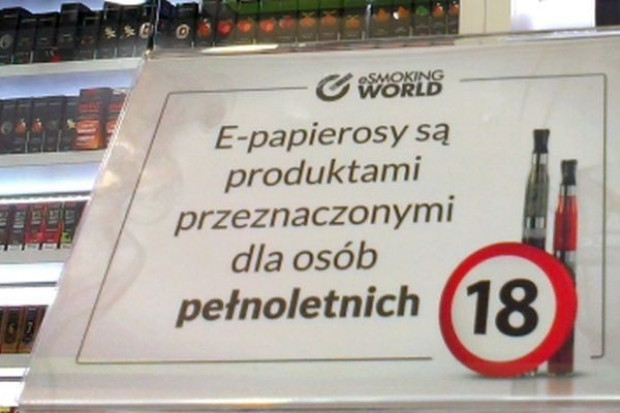 eSMOKING
WORLD
E-papierosy są
produktami
przeznaczonymi
dla osób
pełnoletnich
18